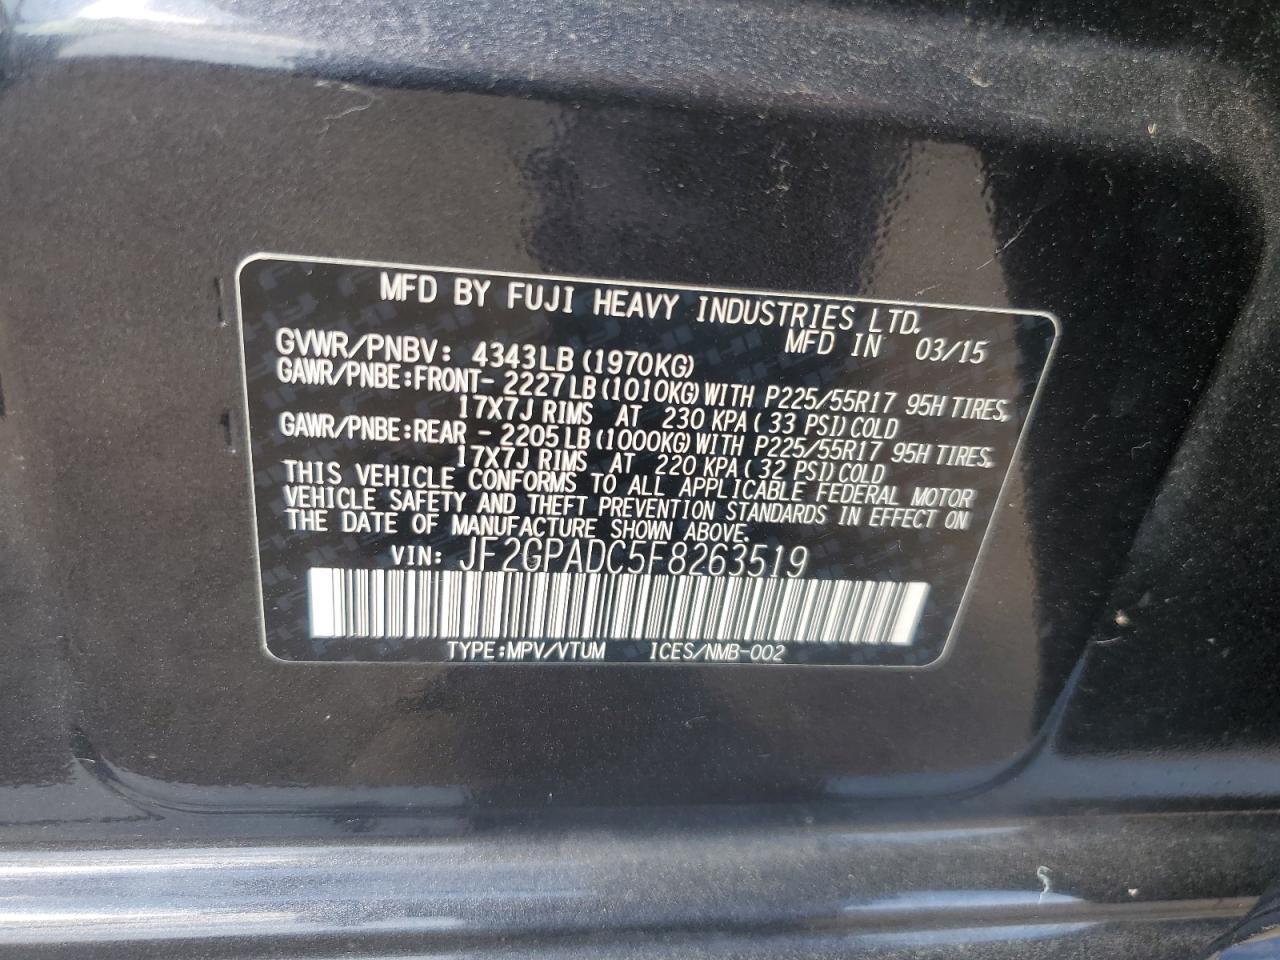 MFD BY FUJI HEAVY INDUSTRIES LTD.
MFD IN 03/15
GVWR/PNBV: 4343LB (1970KG)
GAWR/PNBE:FRONT- 2227LB (1010KG) WITH P225/55R17 95H TIRES,
17X7J RIMS AT 230 KPA( 33 PSI)COLD
GAWR/PNBE:REAR - 2205LB (1000KG) WITH P225/55R17 95H TIRES,
17X7J RIMS AT 220 KPA( 32 PSI)COLD
THIS VEHICLE CONFORMS TO ALL APPLICABLE FEDERAL MOTOR
VEHICLE SAFETY AND THEFT PREVENTION STANDARDS IN EFFECT ON
THE DATE OF MANUFACTURE SHOWN ABOVE.
VIN: JF2GPADC5F8263519
TYPE:MPV/VTUM ICES/NMB-002